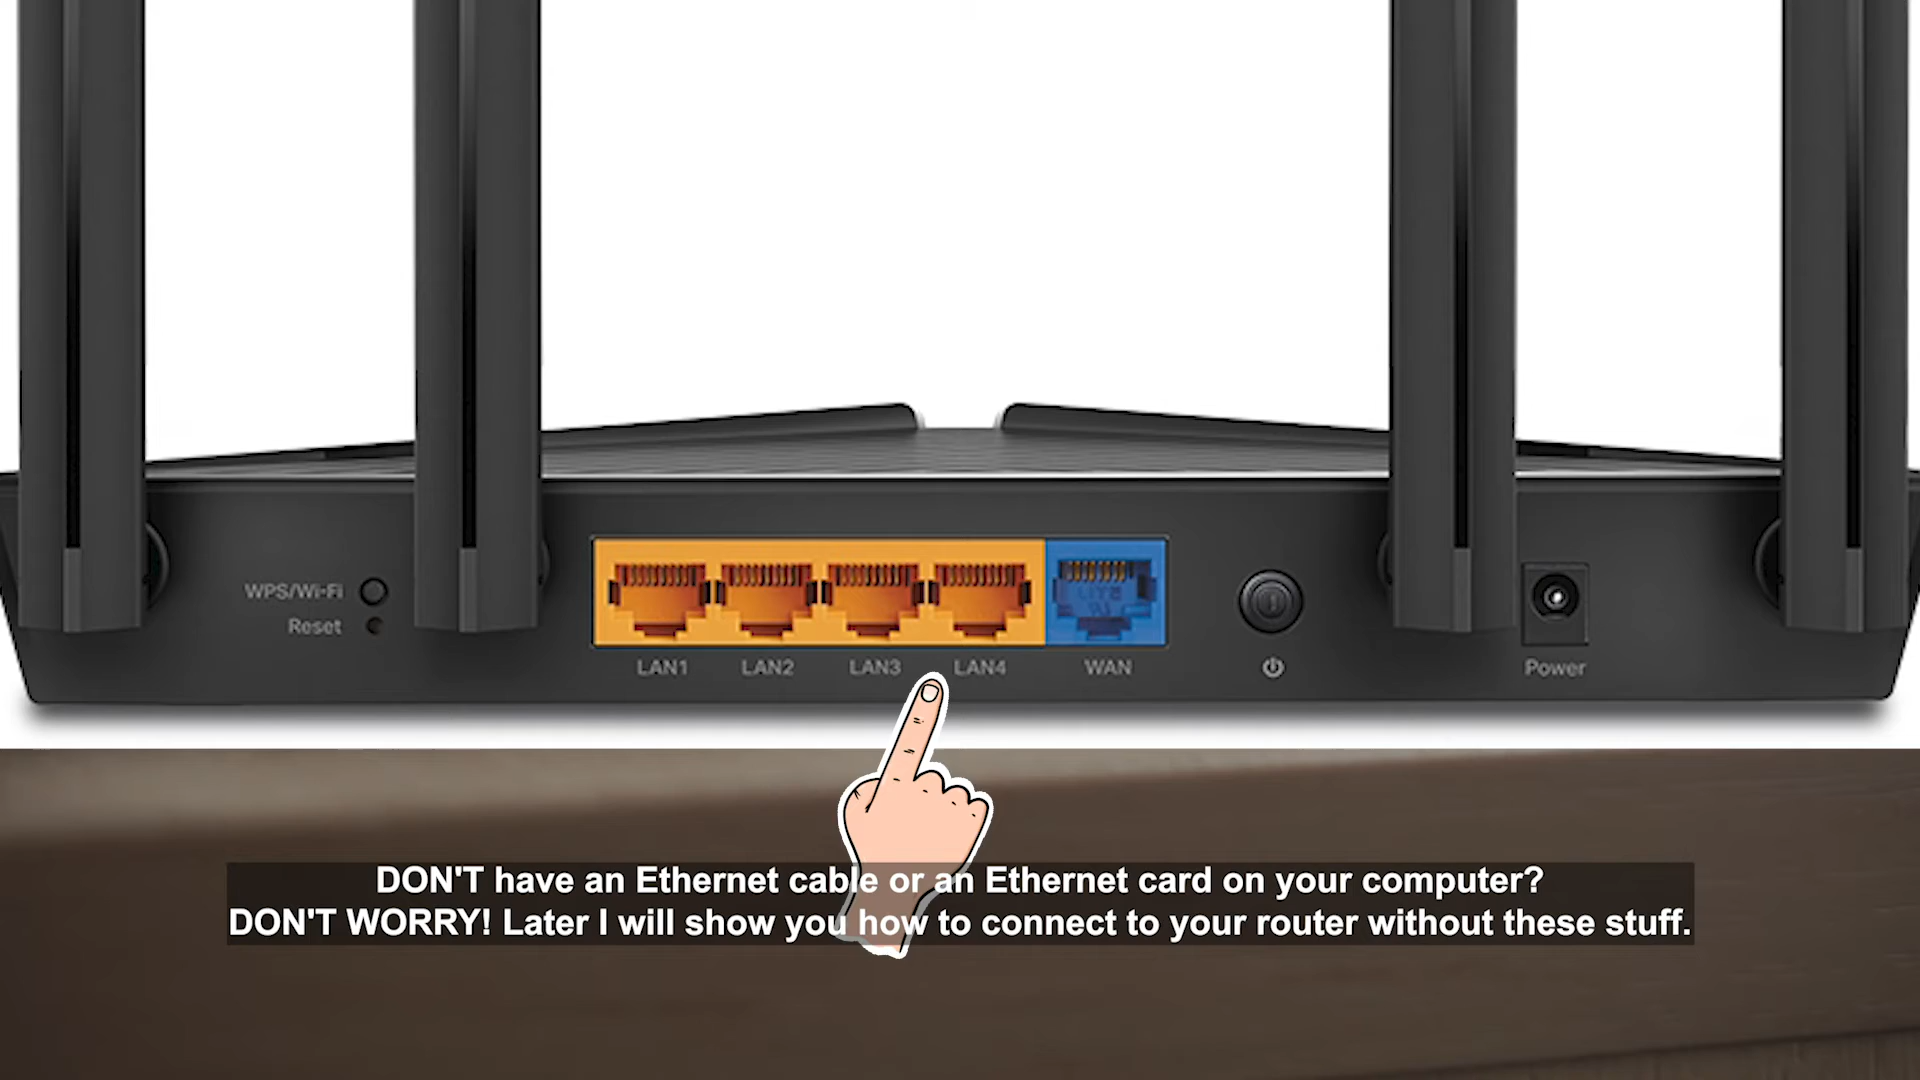 WPS/Wi-Fi
Reset
LAN1 LAN2 LAN3 LAN4 WAN Power
DON'T have an Ethernet cable or an Ethernet card on your computer?
DON'T WORRY! Later I will show you how to connect to your router without these stuff.